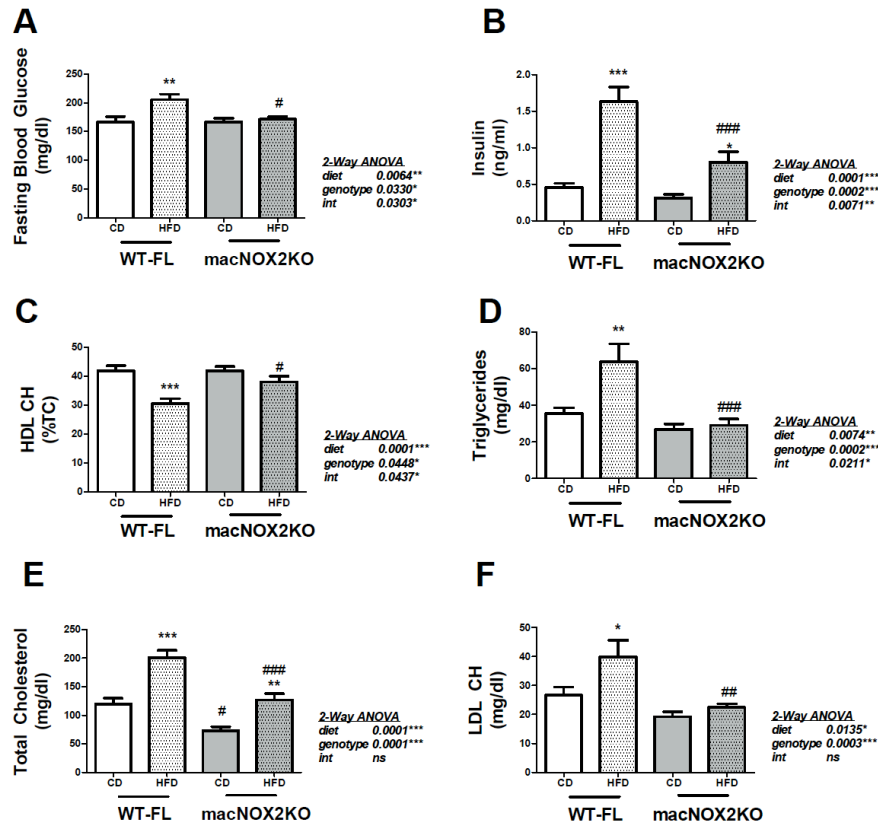 A
Fasting Blood Glucose
(mg/dl)
250
200
150
100
50
0
**
#
CD
HFD
CD
HFD
WT-FL
macNOX2KO
2-Way ANOVA
diet 0.0064**
genotype 0.0330*
int 0.0303*
B
Insulin
(ng/ml)
2.0
1.5
1.0
0.5
0.0
***
###
*
CD
HFD
CD
HFD
WT-FL
macNOX2KO
2-Way ANOVA
diet 0.0001***
genotype 0.0002***
int 0.0071**
C
HDL CH
(%TC)
50
40
30
20
10
0
***
#
CD
HFD
CD
HFD
WT-FL
macNOX2KO
2-Way ANOVA
diet 0.0001***
genotype 0.0448*
int 0.0437*
D
Triglycerides
(mg/dl)
80
60
40
20
0
**
###
CD
HFD
CD
HFD
WT-FL
macNOX2KO
2-Way ANOVA
diet 0.0074**
genotype 0.0002***
int 0.0211*
E
Total Cholesterol
(mg/dl)
250
200
150
100
50
0
***
#
###
**
CD
HFD
CD
HFD
WT-FL
macNOX2KO
2-Way ANOVA
diet 0.0001***
genotype 0.0001***
int ns
F
LDL CH
(mg/dl)
50
40
30
20
10
0
*
##
CD
HFD
CD
HFD
WT-FL
macNOX2KO
2-Way ANOVA
diet 0.0135*
genotype 0.0003***
int ns